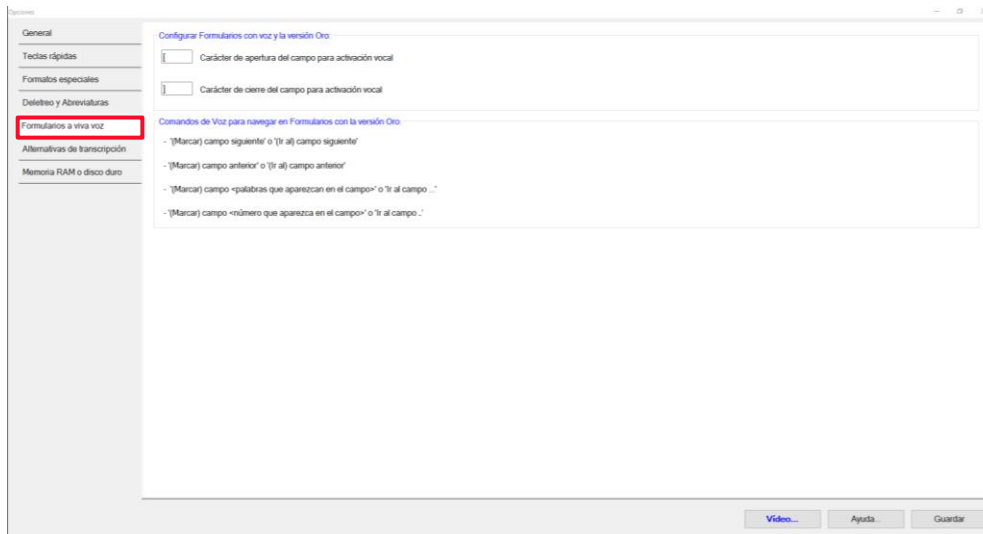 Opciones
General
Teclas rápidas
Formatos especiales
Deletreo y Abreviaturas
Formularios a viva voz
Alternativas de transcripción
Memoria RAM o disco duro
Configurar Formularios con voz y la versión Oro:
[ Carácter de apertura del campo para activación vocal
] Carácter de cierre del campo para activación vocal
Comandos de Voz para navegar en Formularios con la versión Oro:
- '(Marcar) campo siguiente' o '(Ir al) campo siguiente'
- '(Marcar) campo anterior' o '(Ir al) campo anterior'
- '(Marcar) campo <palabras que aparezcan en el campo>' o 'Ir al campo ...'
- '(Marcar) campo <número que aparezca en el campo>' o 'Ir al campo ..'
Vídeo... Ayuda... Guardar